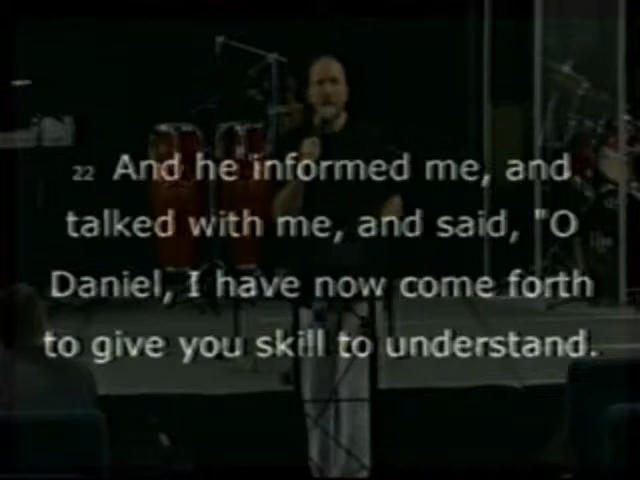 22 And he informed me, and
talked with me, and said, "O
Daniel, I have now come forth
to give you skill to understand.